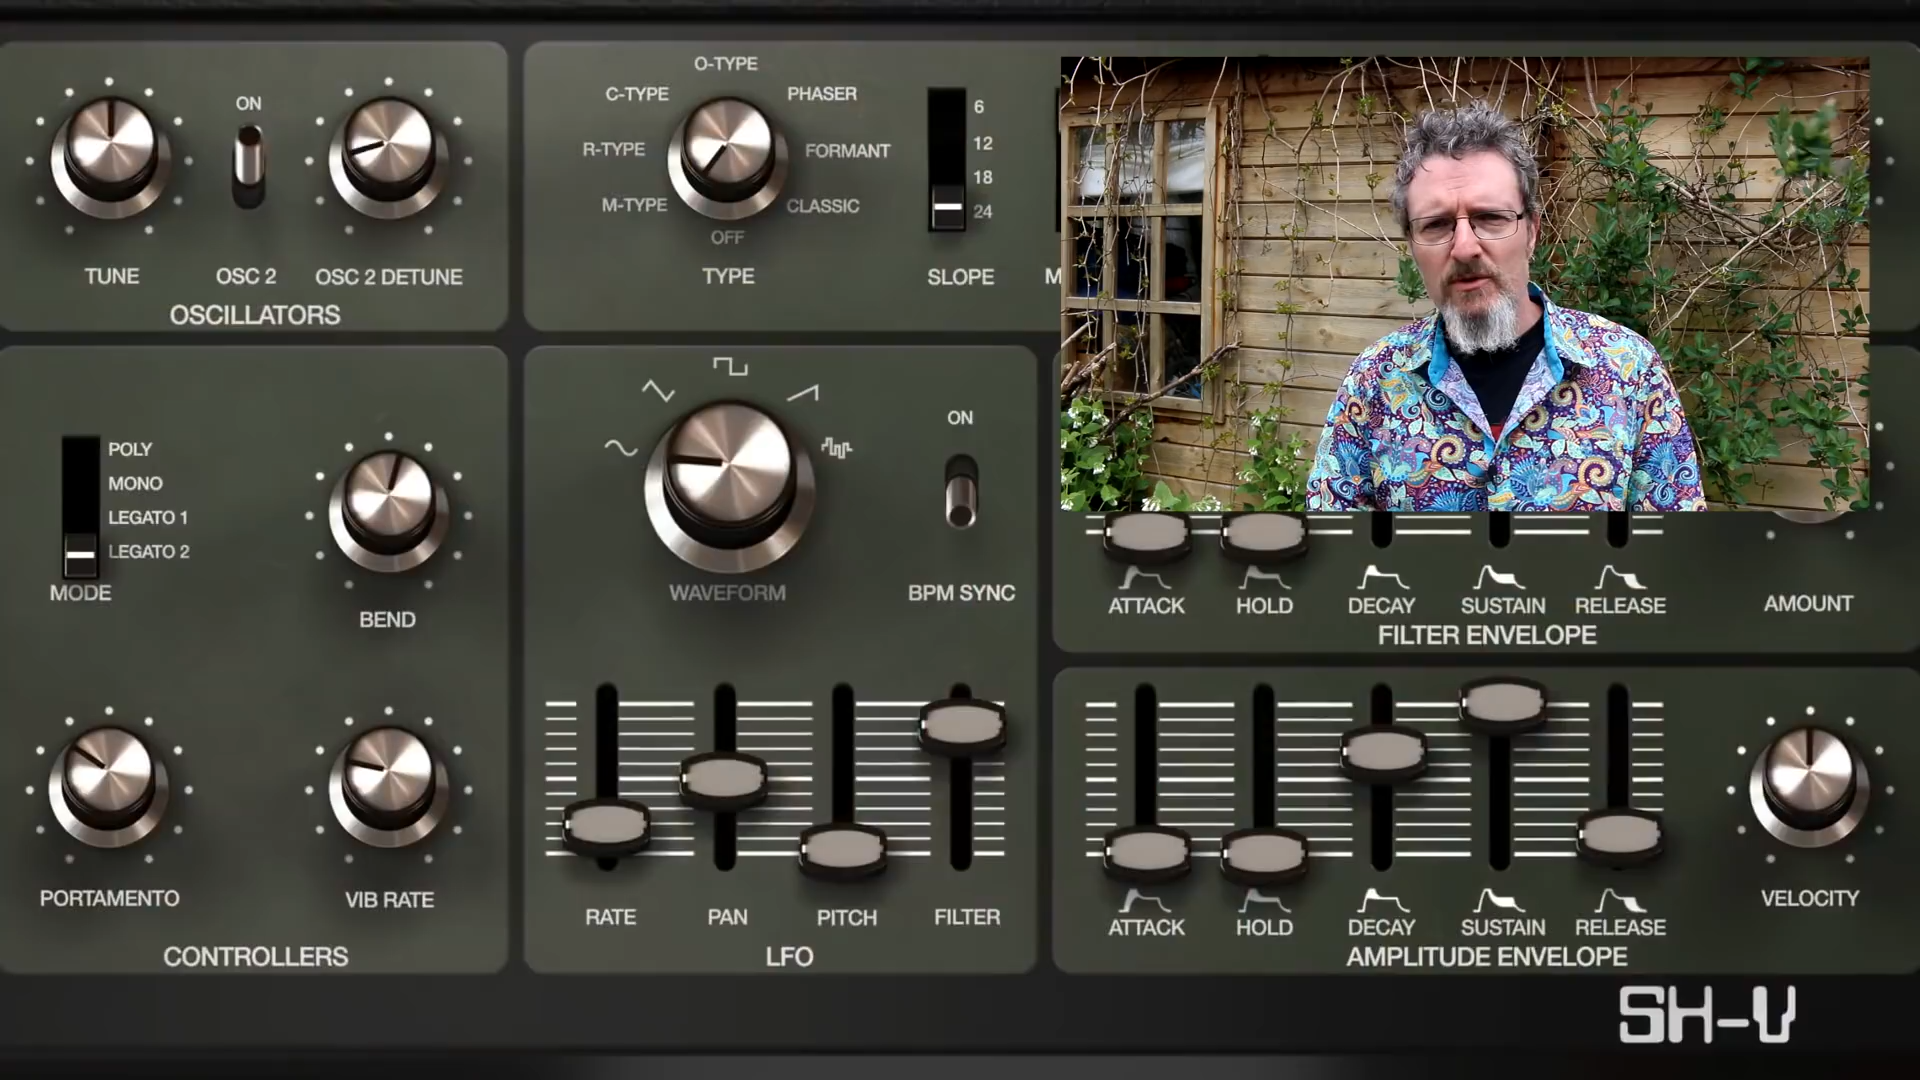 O-TYPE
C-TYPE
PHASER
R-TYPE
FORMANT
M-TYPE
CLASSIC
OFF
TYPE
6
12
18
24
SLOPE
M
ON
TUNE
OSC 2
OSC 2 DETUNE
OSCILLATORS
POLY
MONO
LEGATO 1
LEGATO 2
MODE
BEND
PORTAMENTO
VIB RATE
CONTROLLERS
ON
WAVEFORM
BPM SYNC
RATE
PAN
PITCH
FILTER
LFO
ATTACK
HOLD
DECAY
SUSTAIN
RELEASE
AMOUNT
FILTER ENVELOPE
ATTACK
HOLD
DECAY
SUSTAIN
RELEASE
VELOCITY
AMPLITUDE ENVELOPE
SH-V